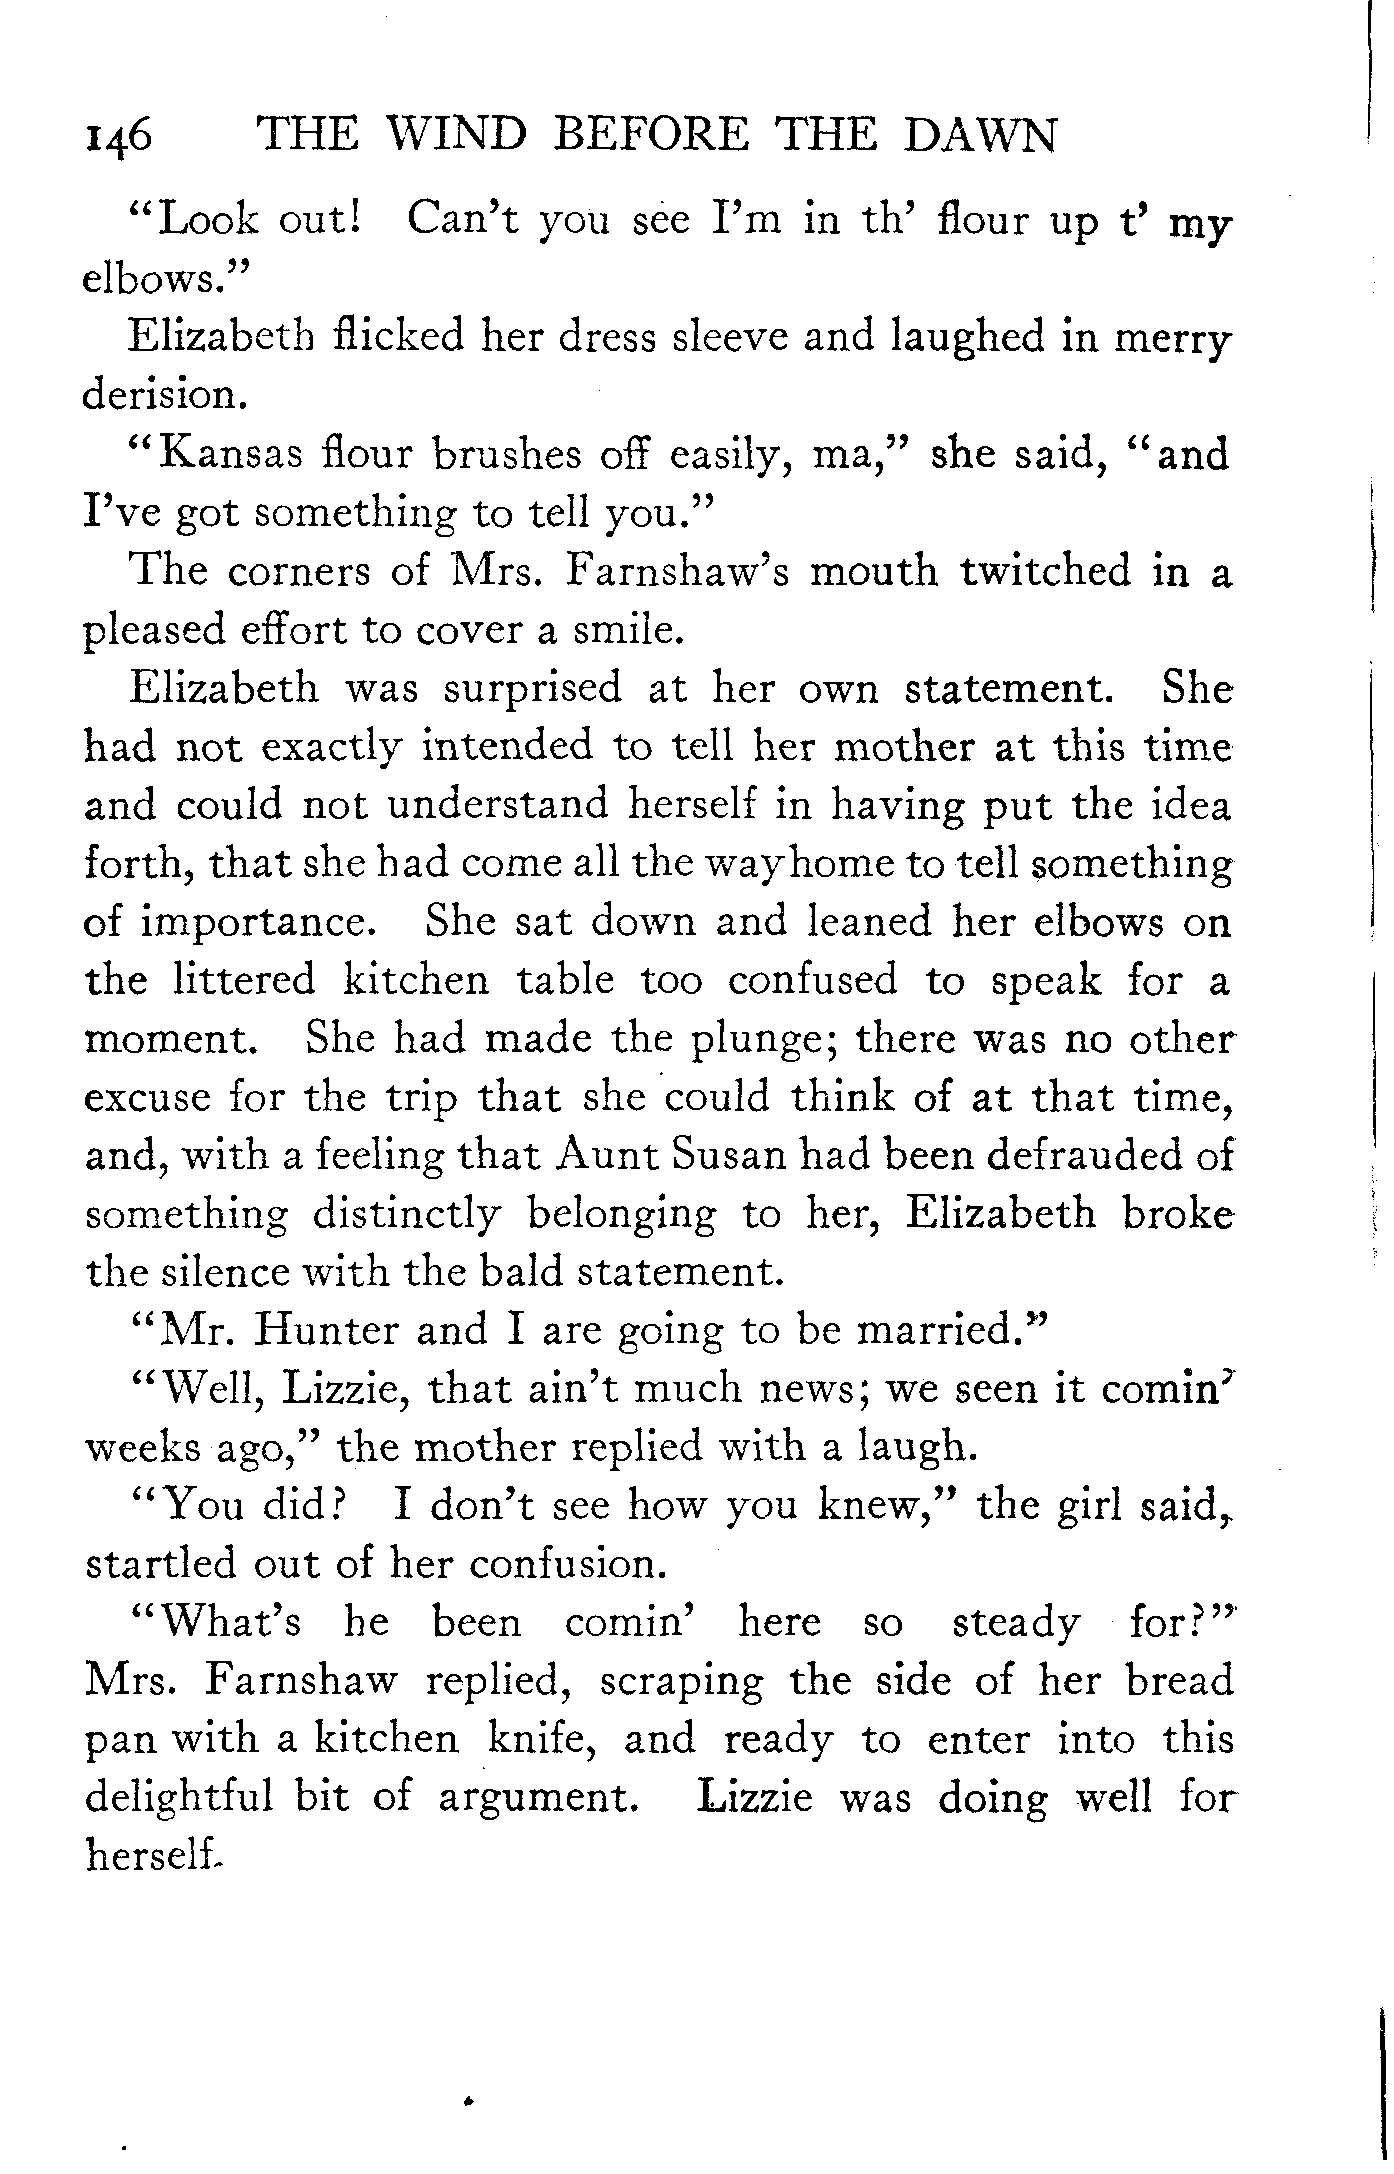 146 THE WIND BEFORE THE DAWN
“Look out! Can’t you see I’m in th’ flour up t’ my
elbows.”
Elizabeth flicked her dress sleeve and laughed in merry
derision.
“Kansas flour brushes off easily, ma,” she said, “and
I’ve got something to tell you.”
The corners of Mrs. Farnshaw’s mouth twitched in a
pleased effort to cover a smile.
Elizabeth was surprised at her own statement. She
had not exactly intended to tell her mother at this time
and could not understand herself in having put the idea
forth, that she had come all the way home to tell something
of importance. She sat down and leaned her elbows on
the littered kitchen table too confused to speak for a
moment. She had made the plunge; there was no other
excuse for the trip that she could think of at that time,
and, with a feeling that Aunt Susan had been defrauded of
something distinctly belonging to her, Elizabeth broke
the silence with the bald statement.
“Mr. Hunter and I are going to be married.”
“Well, Lizzie, that ain’t much news; we seen it comin’
weeks ago,” the mother replied with a laugh.
“You did? I don’t see how you knew,” the girl said,
startled out of her confusion.
“What’s he been comin’ here so steady for?”
Mrs. Farnshaw replied, scraping the side of her bread
pan with a kitchen knife, and ready to enter into this
delightful bit of argument. Lizzie was doing well for
herself.